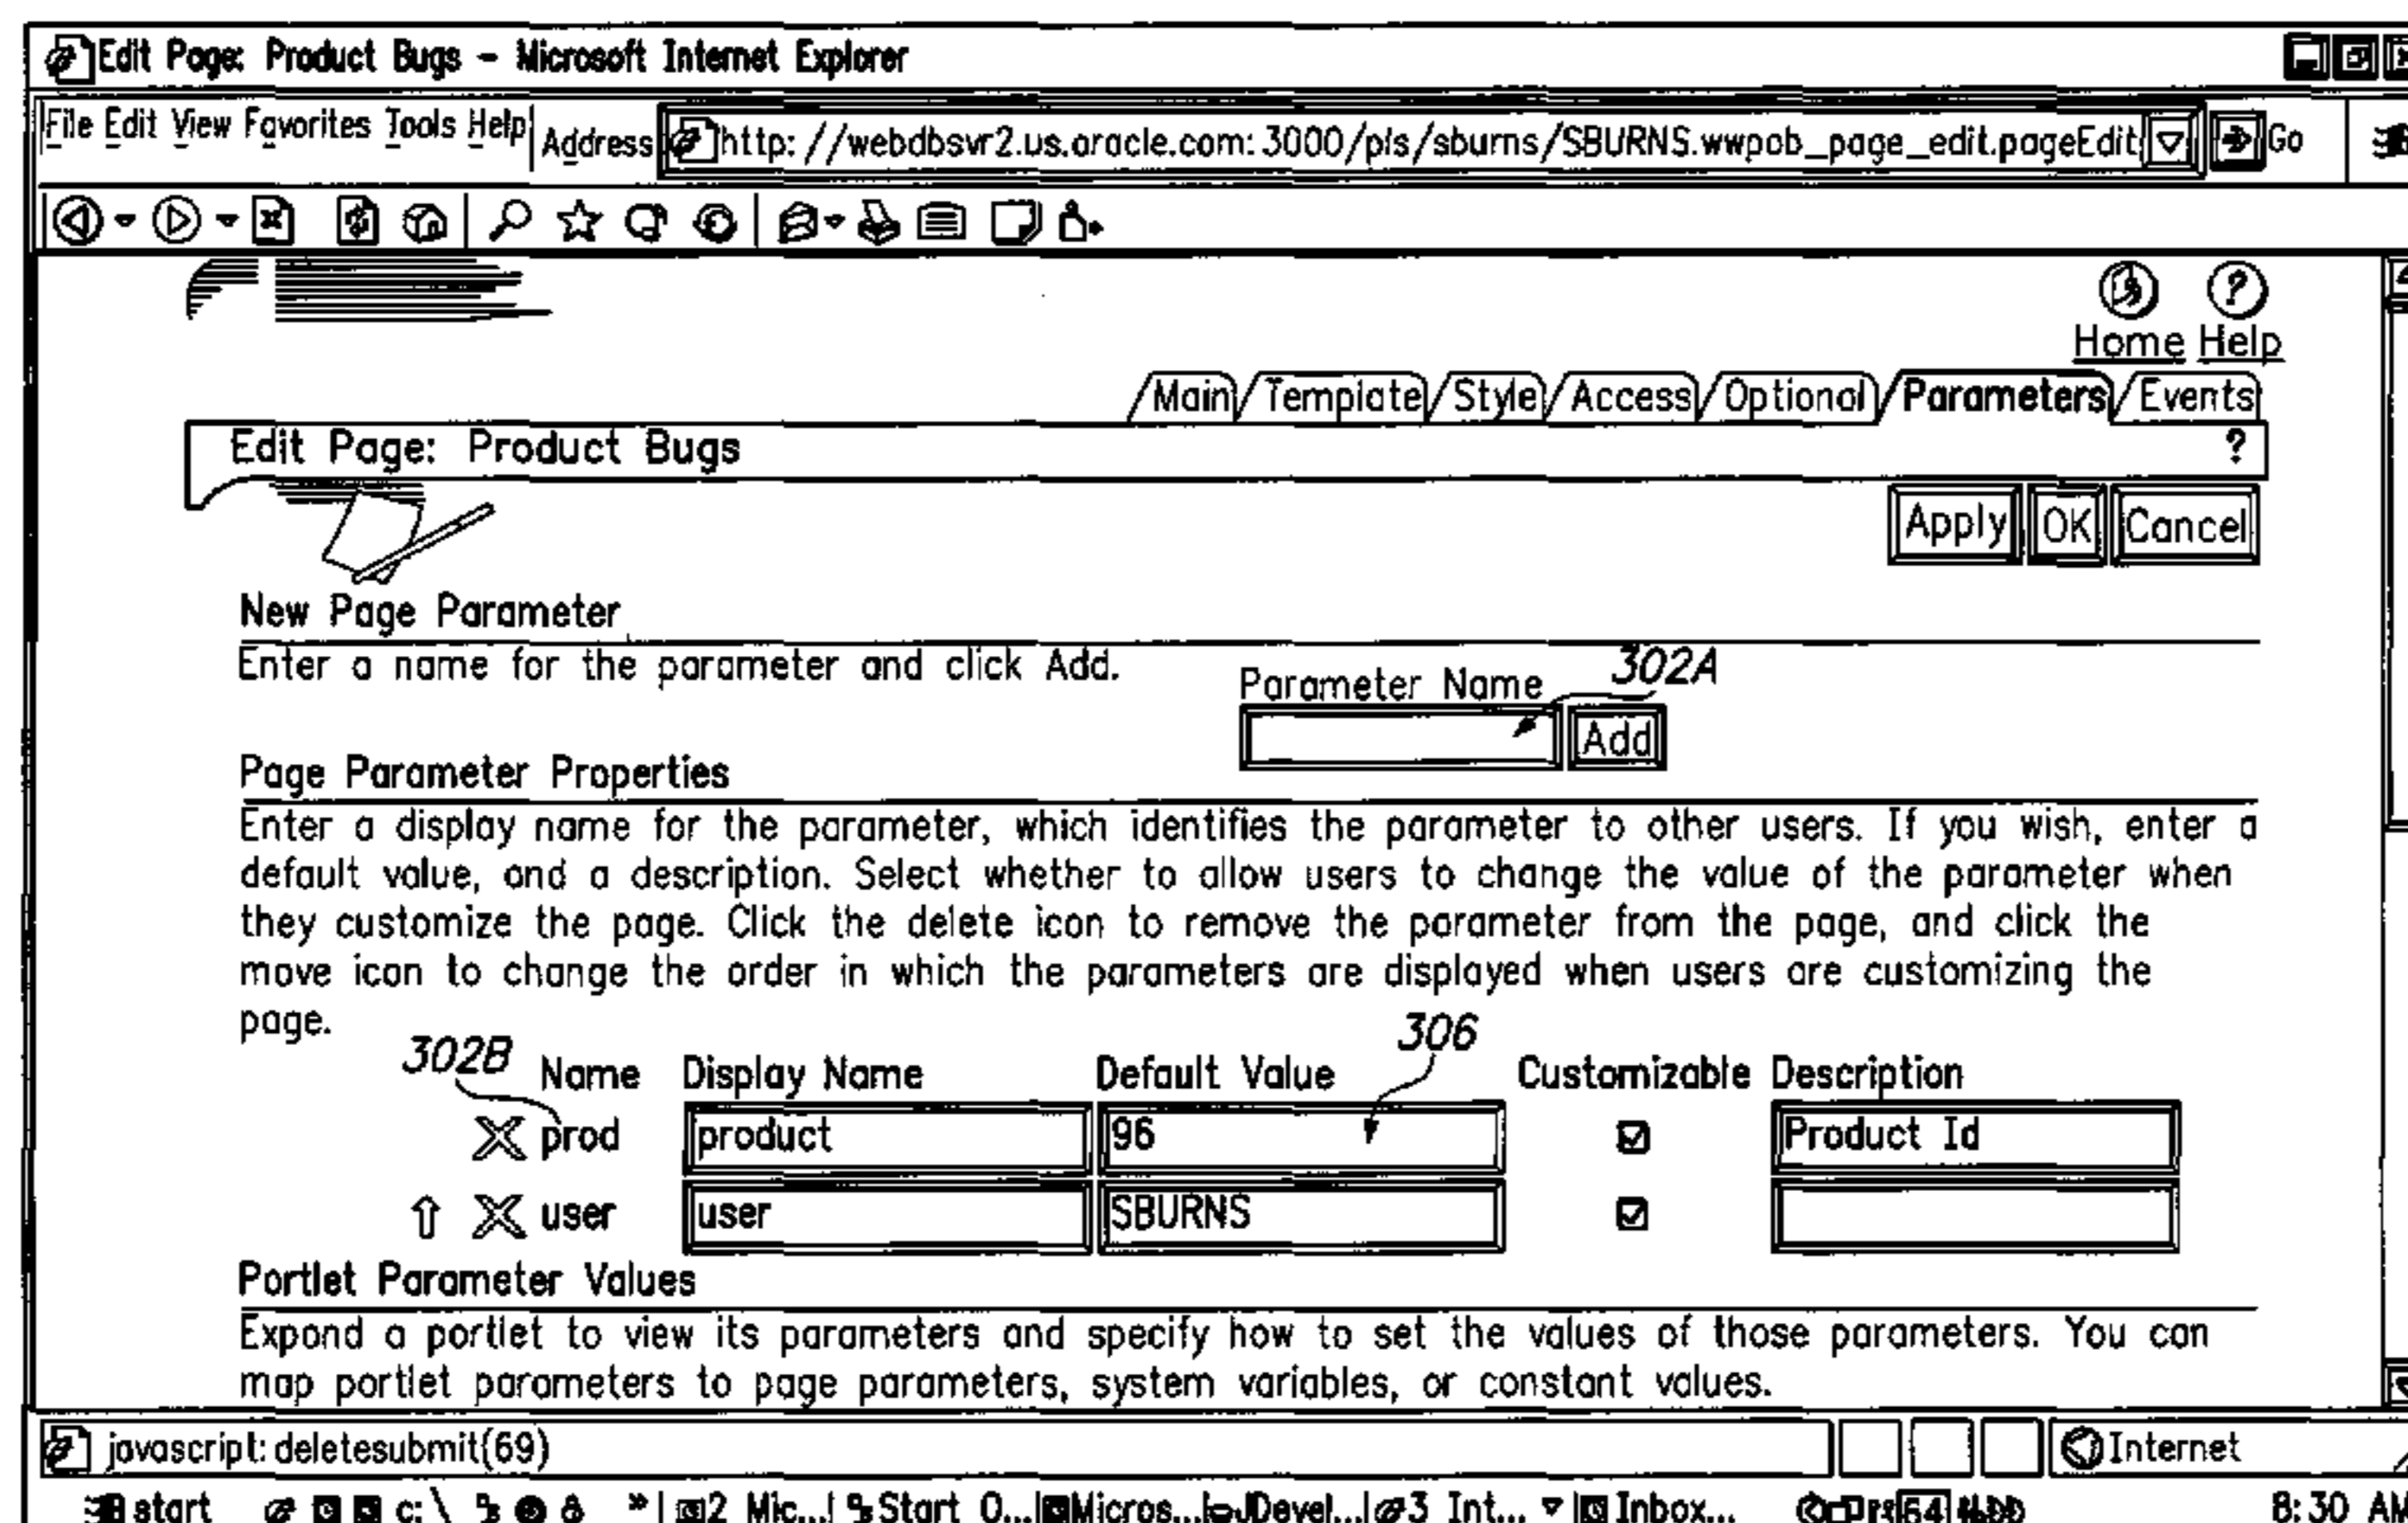 Edit Page: Product Bugs - Microsoft Internet Explorer
File Edit View Favorites Tools Help Address http: //webdbsvr2.us.oracle.com: 3000/pls/sburns/SBURNS.wwpob_page_edit.pageEdit Go
Home Help
Main Template Style Access Optional Parameters Events
Edit Page: Product Bugs ?
Apply OK Cancel
New Page Parameter
Enter a name for the parameter and click Add.
Parameter Name 302A
Add
Page Parameter Properties
Enter a display name for the parameter, which identifies the parameter to other users. If you wish, enter a
default value, and a description. Select whether to allow users to change the value of the parameter when
they customize the page. Click the delete icon to remove the parameter from the page, and click the
move icon to change the order in which the parameters are displayed when users are customizing the
page.
302B 306
Name Display Name Default Value Customizable Description
prod product 96 Product Id
user user SBURNS
Portlet Parameter Values
Expand a portlet to view its parameters and specify how to set the values of those parameters. You can
map portlet parameters to page parameters, system variables, or constant values.
javascript: deletesubmit(69) Internet
start c:\ » 2 Mic... Start O... Micros... JDevel... 3 Int... Inbox... 64 8:30 AM